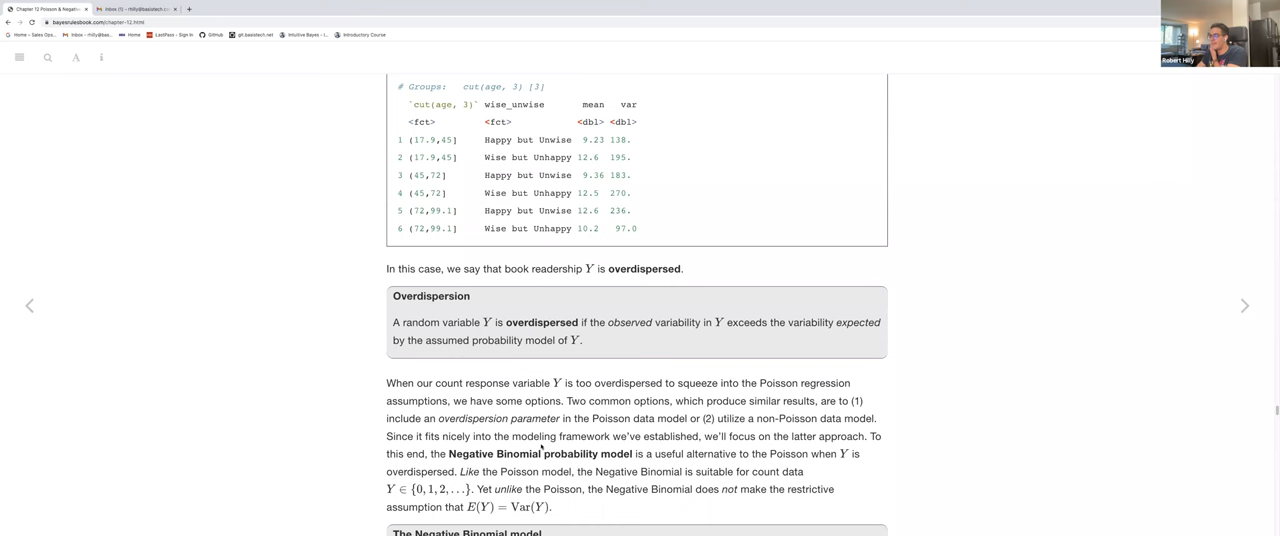 Chapter 12 Poisson & Negative
Inbox (1) - rhilly@basistech.co
bayesrulesbook.com/chapter-12.html
Home – Sales Ops...
Inbox - rhilly@bas...
Home
LastPass - Sign In
GitHub
git.basistech.net
Intuitive Bayes - I...
Introductory Course
Robert Hilly
# Groups: cut(age, 3) [3]
`cut(age, 3)` wise_unwise mean var
<fct> <fct> <dbl> <dbl>
1 (17.9,45] Happy but Unwise 9.23 138.
2 (17.9,45] Wise but Unhappy 12.6 195.
3 (45,72] Happy but Unwise 9.36 183.
4 (45,72] Wise but Unhappy 12.5 270.
5 (72,99.1] Happy but Unwise 12.6 236.
6 (72,99.1] Wise but Unhappy 10.2 97.0
In this case, we say that book readership Y is overdispersed.
Overdispersion
A random variable Y is overdispersed if the observed variability in Y exceeds the variability expected
by the assumed probability model of Y.
When our count response variable Y is too overdispersed to squeeze into the Poisson regression
assumptions, we have some options. Two common options, which produce similar results, are to (1)
include an overdispersion parameter in the Poisson data model or (2) utilize a non-Poisson data model.
Since it fits nicely into the modeling framework we've established, we'll focus on the latter approach. To
this end, the Negative Binomial probability model is a useful alternative to the Poisson when Y is
overdispersed. Like the Poisson model, the Negative Binomial is suitable for count data
Y ∈ {0, 1, 2, …}. Yet unlike the Poisson, the Negative Binomial does not make the restrictive
assumption that E(Y) = Var(Y).
The Negative Binomial model